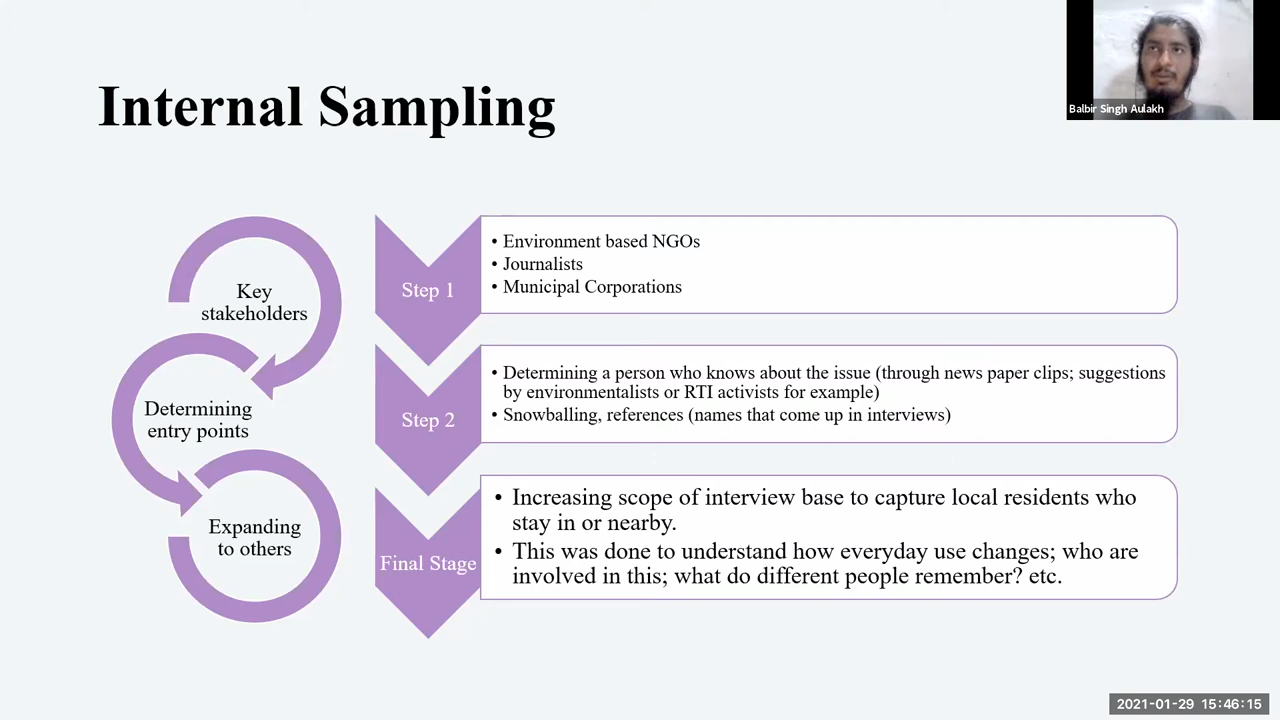 Internal Sampling
Balbir Singh Aulakh
Key
stakeholders
Determining
entry points
Expanding
to others
Step 1
• Environment based NGOs
• Journalists
• Municipal Corporations
Step 2
• Determining a person who knows about the issue (through news paper clips; suggestions
by environmentalists or RTI activists for example)
• Snowballing, references (names that come up in interviews)
Final Stage
• Increasing scope of interview base to capture local residents who
stay in or nearby.
• This was done to understand how everyday use changes; who are
involved in this; what do different people remember? etc.
2021-01-29 15:46:15